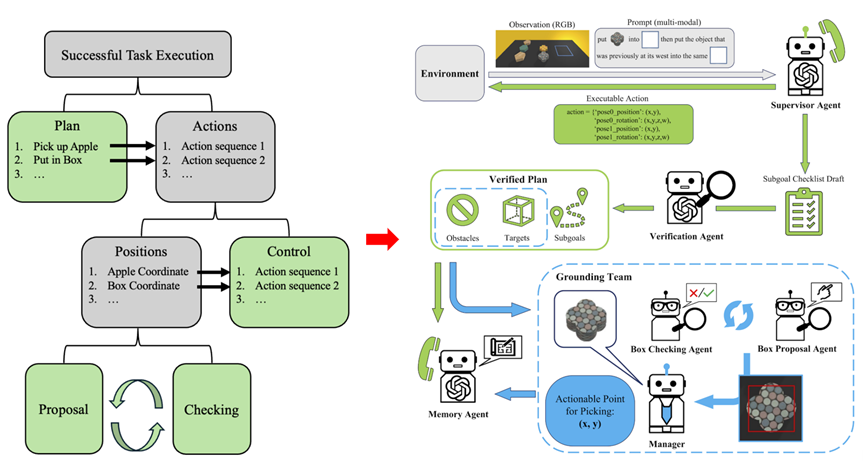 Successful Task Execution
Plan
1. Pick up Apple
2. Put in Box
3. …
Actions
1. Action sequence 1
2. Action sequence 2
3. …
Positions
1. Apple Coordinate
2. Box Coordinate
3. …
Control
1. Action sequence 1
2. Action sequence 2
3. …
Proposal
Checking
Observation (RGB)
Prompt (multi-modal)
put into then put the object that
was previously at its west into the same
Environment
Supervisor Agent
Executable Action
action = {'pose0_position': (x,y),
'pose0_rotation': (x,y,z,w),
'pose1_position': (x,y),
'pose1_rotation': (x,y,z,w)}
Subgoal Checklist Draft
Verified Plan
Obstacles
Targets
Subgoals
Verification Agent
Grounding Team
Box Checking Agent
Box Proposal Agent
Memory Agent
Actionable Point
for Picking:
(x, y)
Manager